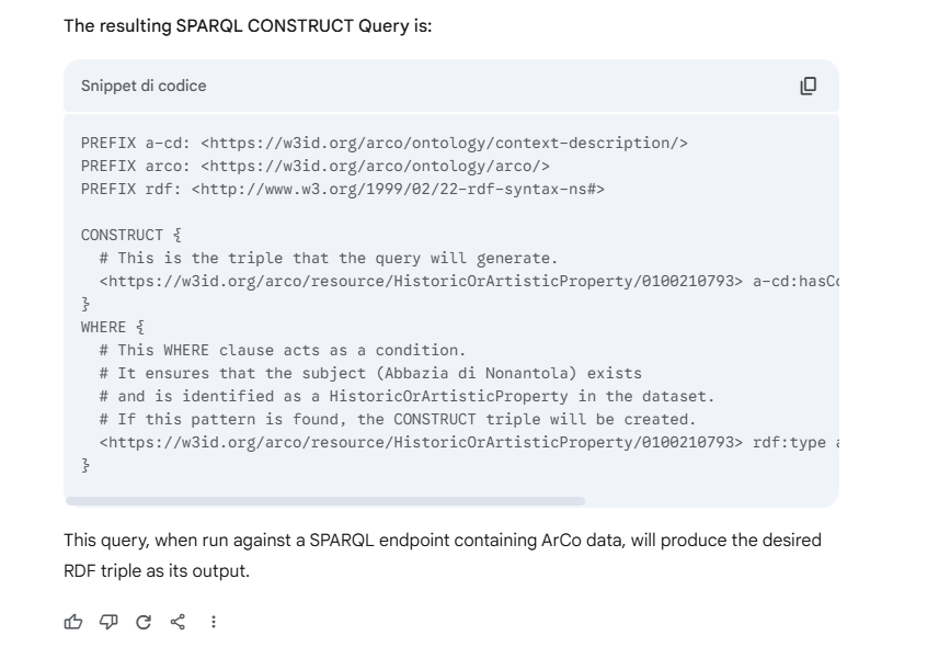 The resulting SPARQL CONSTRUCT Query is:
Snippet di codice
PREFIX a-cd: <https://w3id.org/arco/ontology/context-description/>
PREFIX arco: <https://w3id.org/arco/ontology/arco/>
PREFIX rdf: <http://www.w3.org/1999/02/22-rdf-syntax-ns#>
CONSTRUCT {
# This is the triple that the query will generate.
<https://w3id.org/arco/resource/HistoricOrArtisticProperty/0100210793> a-cd:hasCo
}
WHERE {
# This WHERE clause acts as a condition.
# It ensures that the subject (Abbazia di Nonantola) exists
# and is identified as a HistoricOrArtisticProperty in the dataset.
# If this pattern is found, the CONSTRUCT triple will be created.
<https://w3id.org/arco/resource/HistoricOrArtisticProperty/0100210793> rdf:type a
}
This query, when run against a SPARQL endpoint containing ArCo data, will produce the desired
RDF triple as its output.